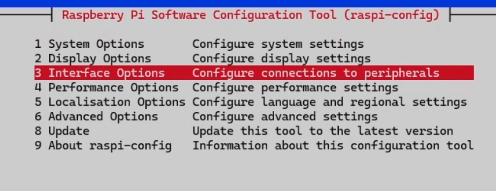 Raspberry Pi Software Configuration Tool (raspi-config)
1 System Options Configure system settings
2 Display Options Configure display settings
3 Interface Options Configure connections to peripherals
4 Performance Options Configure performance settings
5 Localisation Options Configure language and regional settings
6 Advanced Options Configure advanced settings
8 Update Update this tool to the latest version
9 About raspi-config Information about this configuration tool